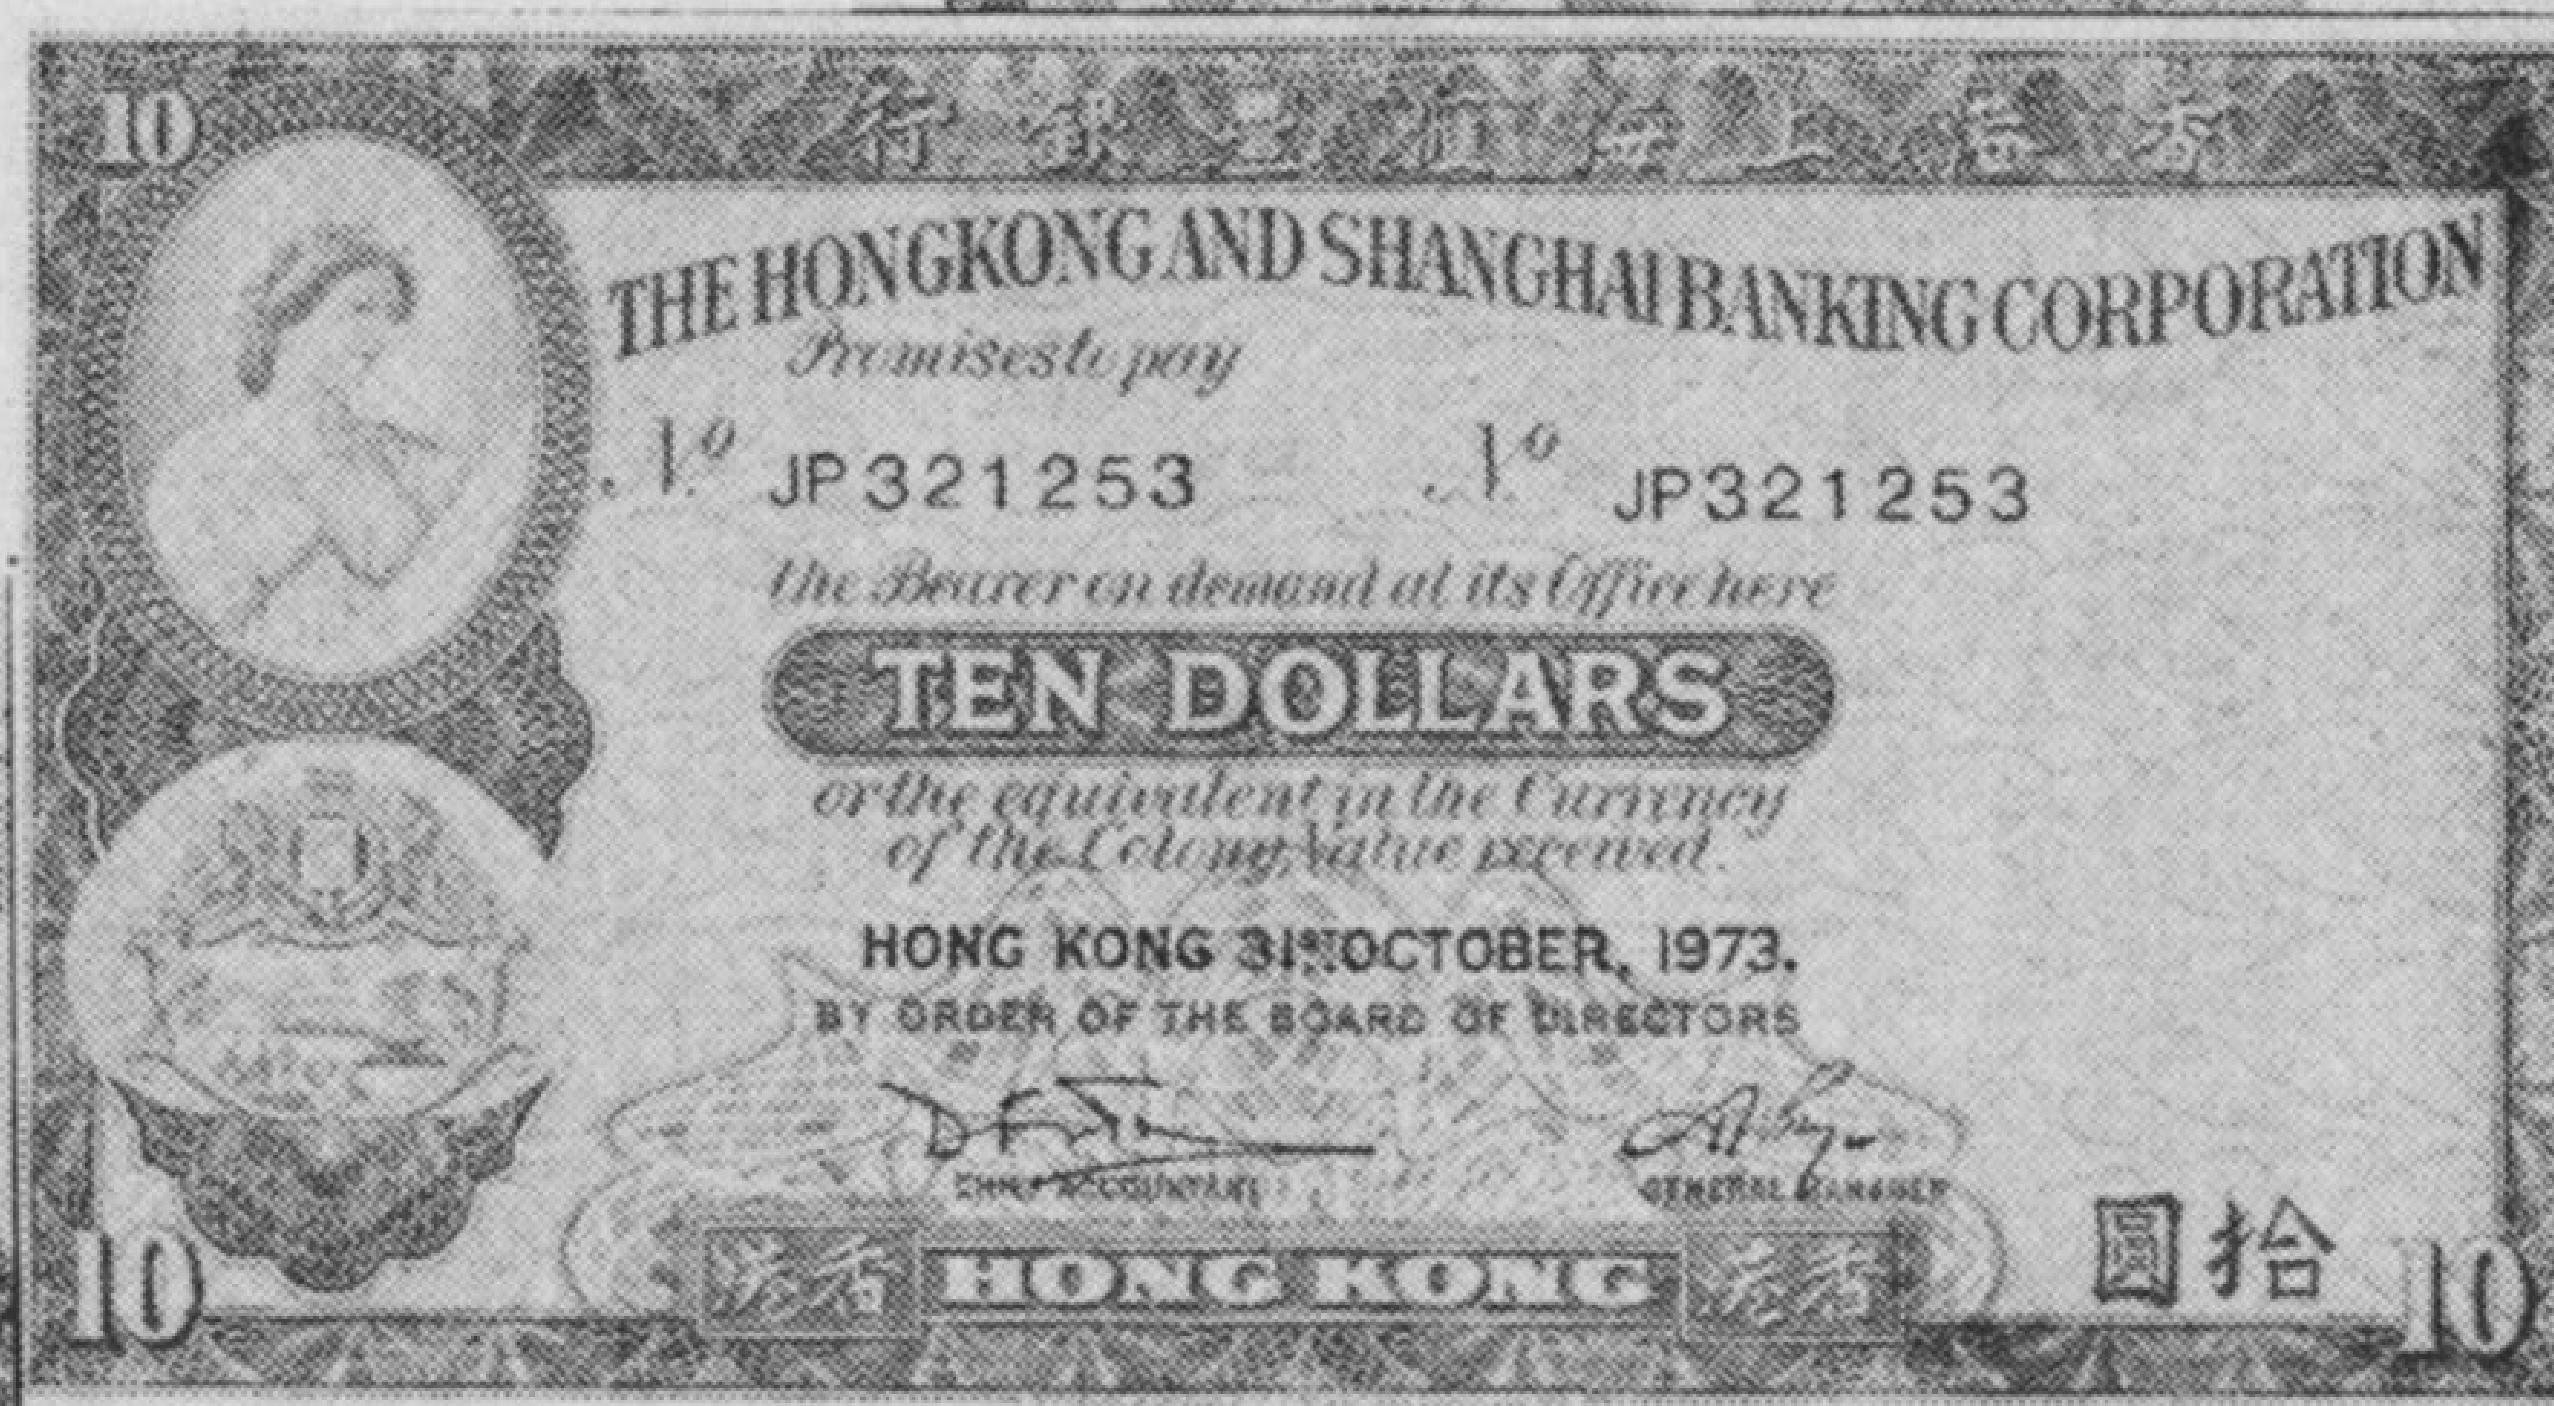 10
行銀豐滙海上港香
THE HONGKONG AND SHANGHAI BANKING CORPORATION
Promises to pay
No JP321253 No JP321253
the Bearer on demand at its Office here
TEN DOLLARS
or the equivalent in the Currency
of the Colony, Value received.
HONG KONG 31ST OCTOBER, 1973.
BY ORDER OF THE BOARD OF DIRECTORS
CHIEF ACCOUNTANT GENERAL MANAGER
圓拾
10 港香 HONG KONG 港香 10